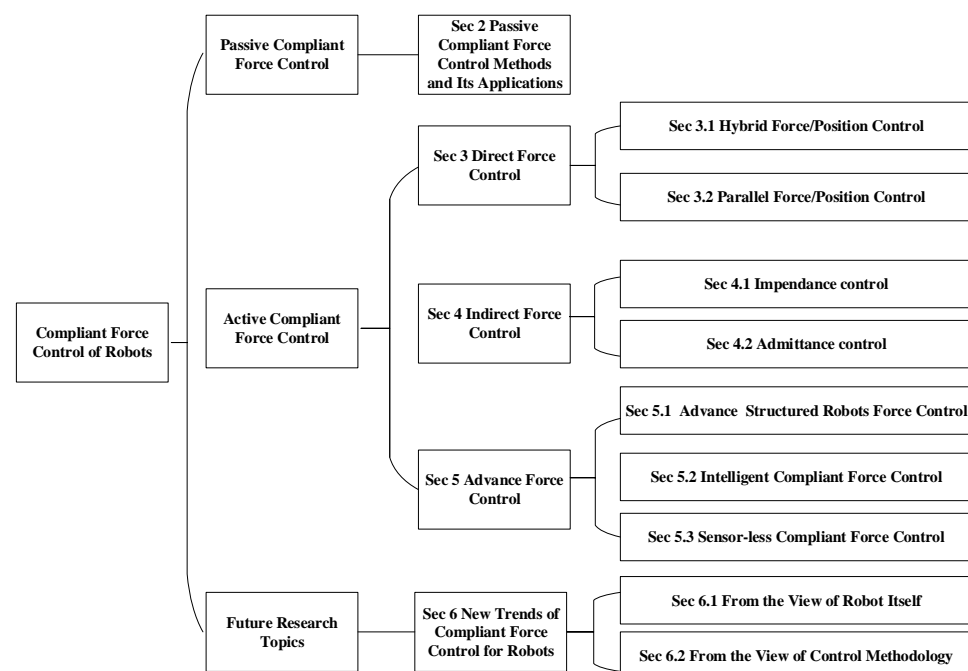 Compliant Force
Control of Robots
Passive Compliant
Force Control
Sec 2 Passive
Compliant Force
Control Methods
and Its Applications
Active Compliant
Force Control
Sec 3 Direct Force
Control
Sec 3.1 Hybrid Force/Position Control
Sec 3.2 Parallel Force/Position Control
Sec 4 Indirect Force
Control
Sec 4.1 Impendance control
Sec 4.2 Admittance control
Sec 5 Advance Force
Control
Sec 5.1 Advance Structured Robots Force Control
Sec 5.2 Intelligent Compliant Force Control
Sec 5.3 Sensor-less Compliant Force Control
Future Research
Topics
Sec 6 New Trends of
Compliant Force
Control for Robots
Sec 6.1 From the View of Robot Itself
Sec 6.2 From the View of Control Methodology